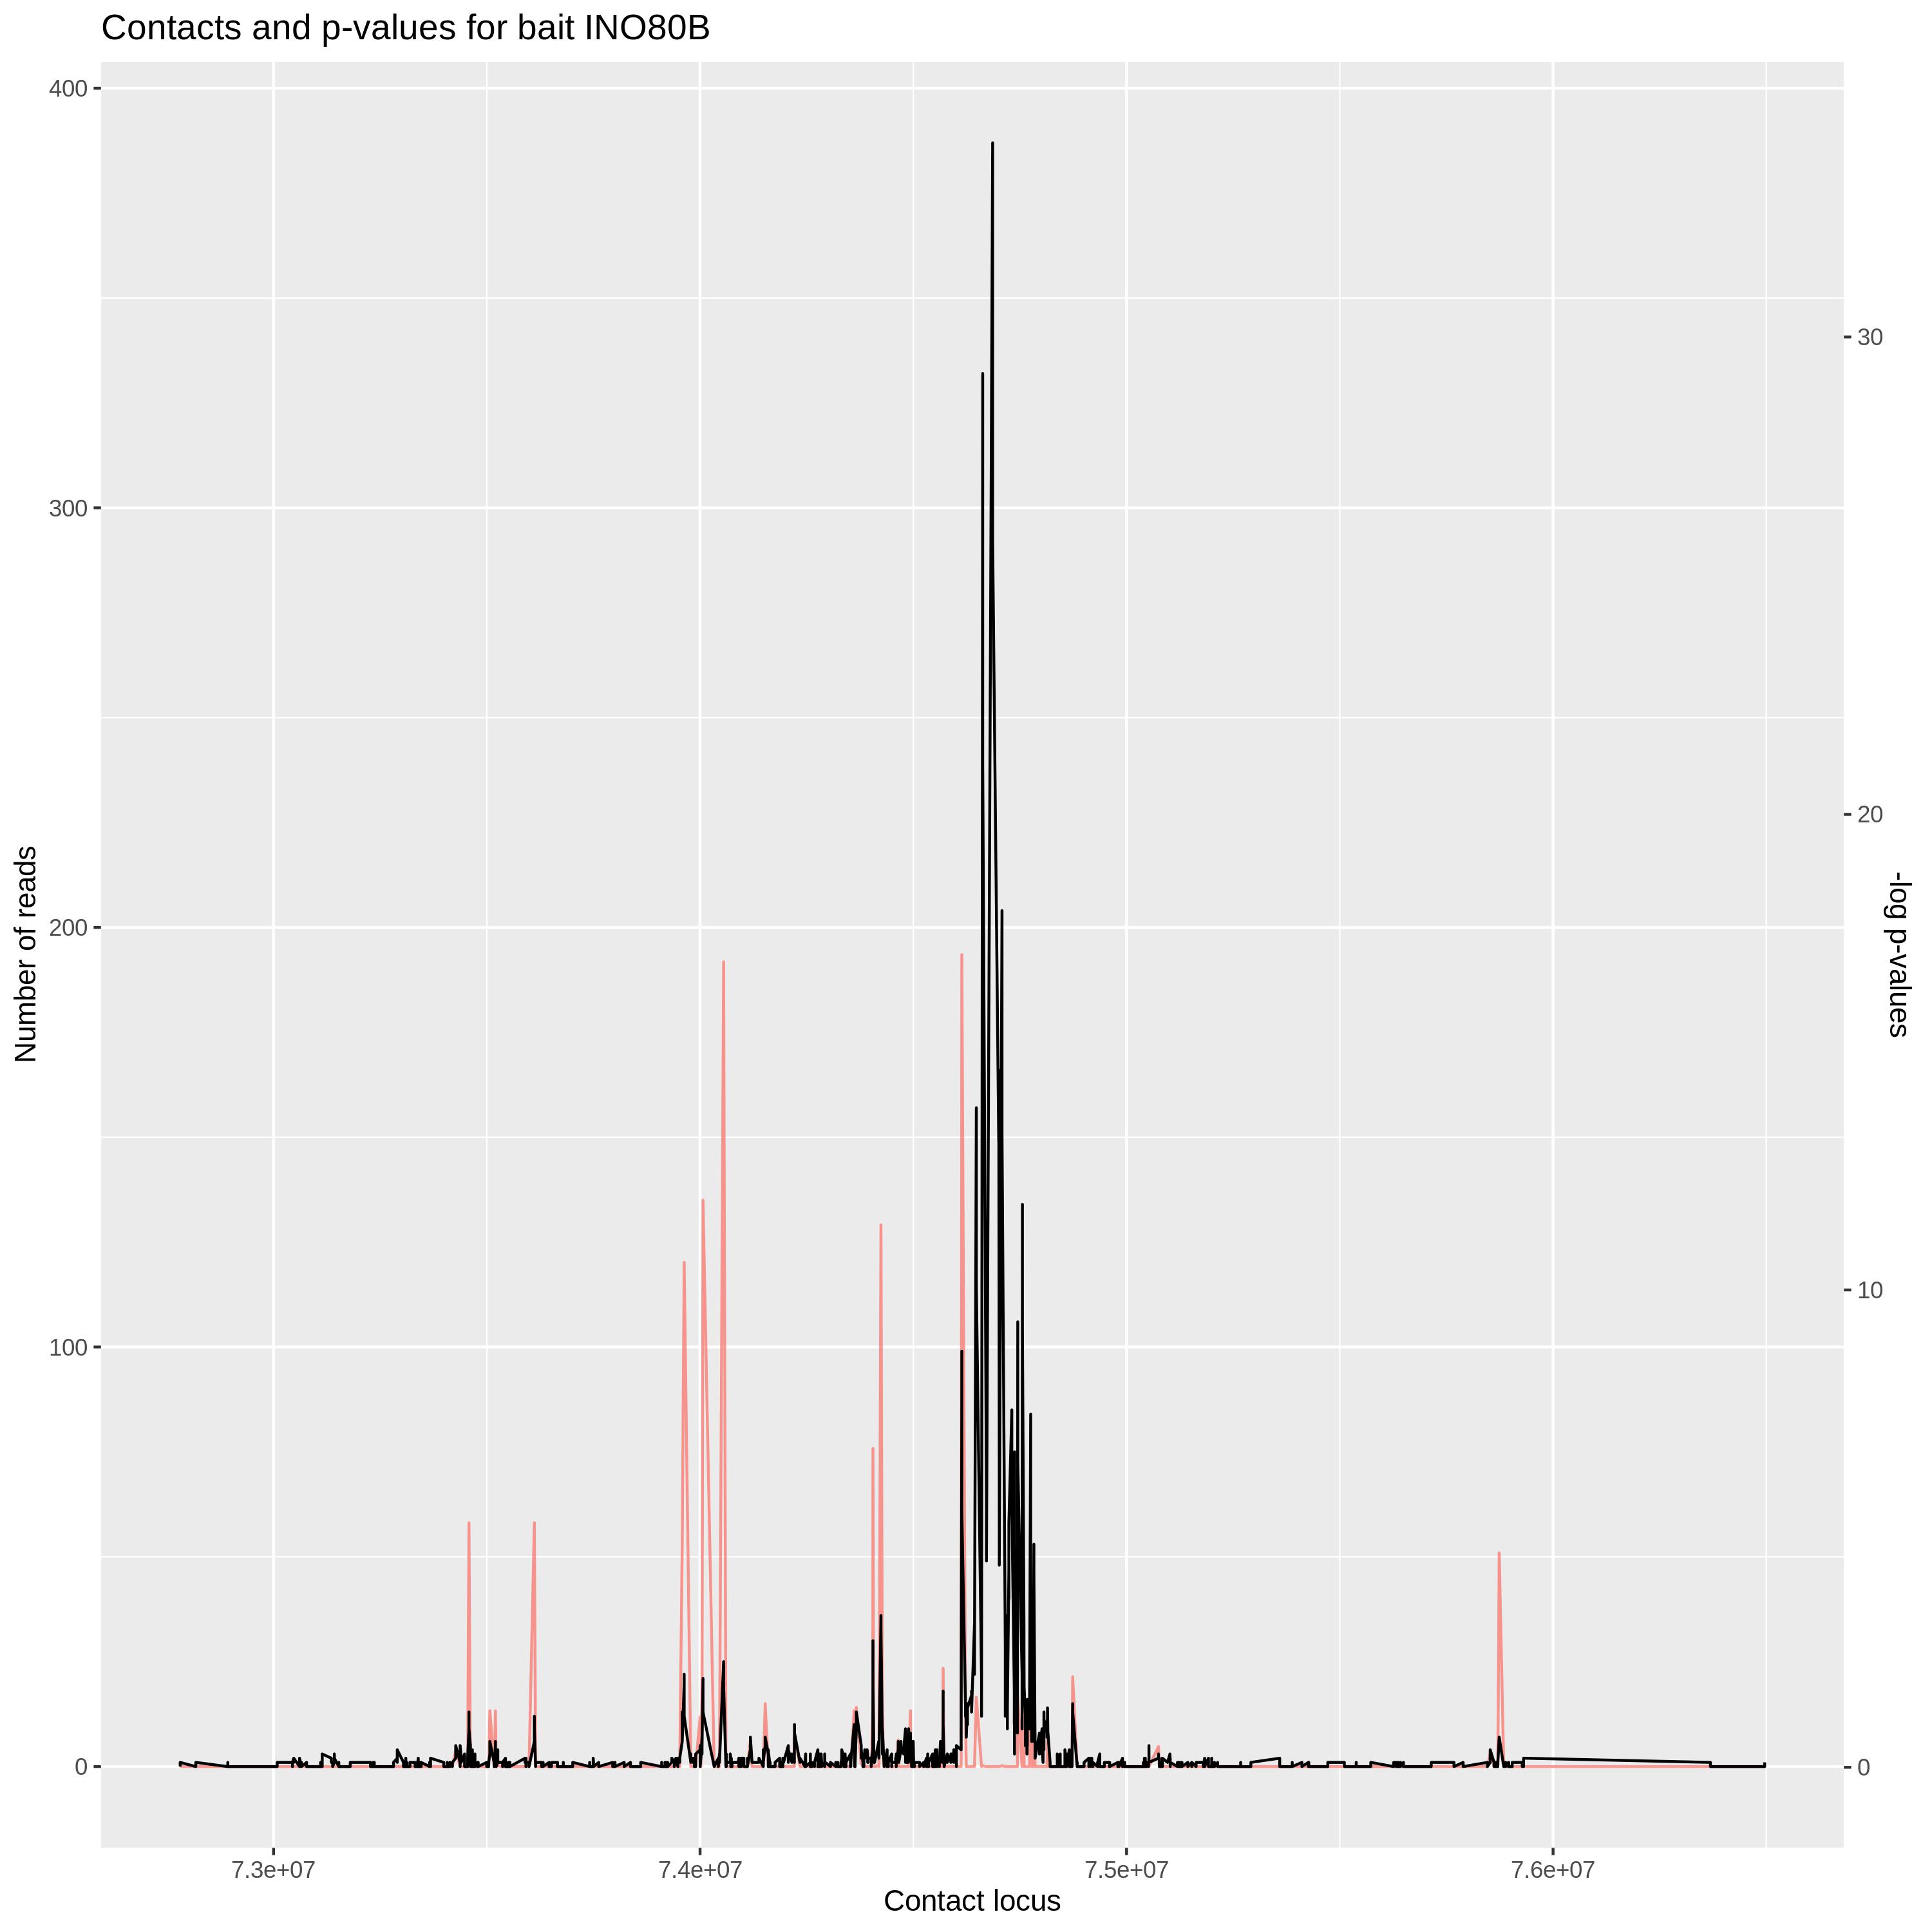 Contacts and p-values for bait INO80B
400
300
200
100
0
Number of reads
30
20
10
0
-log p-values
7.3e+07
7.4e+07
7.5e+07
7.6e+07
Contact locus